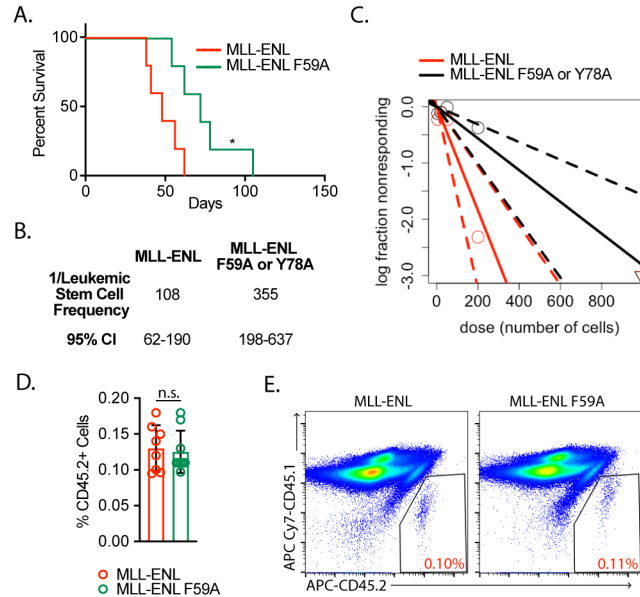 A.
MLL-ENL
MLL-ENL F59A
Percent Survival
100
50
0
*
0
50
100
150
Days
B.
MLL-ENL
MLL-ENL
F59A or Y78A
1/Leukemic
Stem Cell
Frequency
108
355
95% CI
62-190
198-637
C.
MLL-ENL
MLL-ENL F59A or Y78A
log fraction nonresponding
0.0
-1.0
-2.0
-3.0
0
200
400
600
800
dose (number of cells)
D.
n.s.
% CD45.2+ Cells
0.20
0.15
0.10
0.05
0.00
MLL-ENL
MLL-ENL F59A
E.
MLL-ENL
MLL-ENL F59A
APC Cy7-CD45.1
0.10%
0.11%
APC-CD45.2